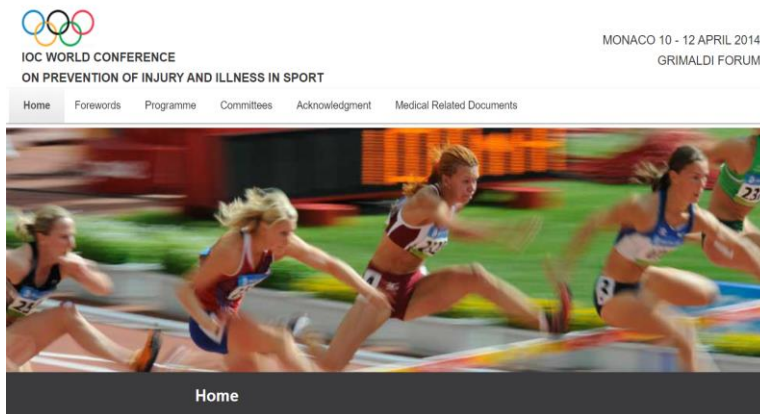 IOC WORLD CONFERENCE
ON PREVENTION OF INJURY AND ILLNESS IN SPORT
MONACO 10 - 12 APRIL 2014
GRIMALDI FORUM
Home Forewords Programme Committees Acknowledgment Medical Related Documents
Home